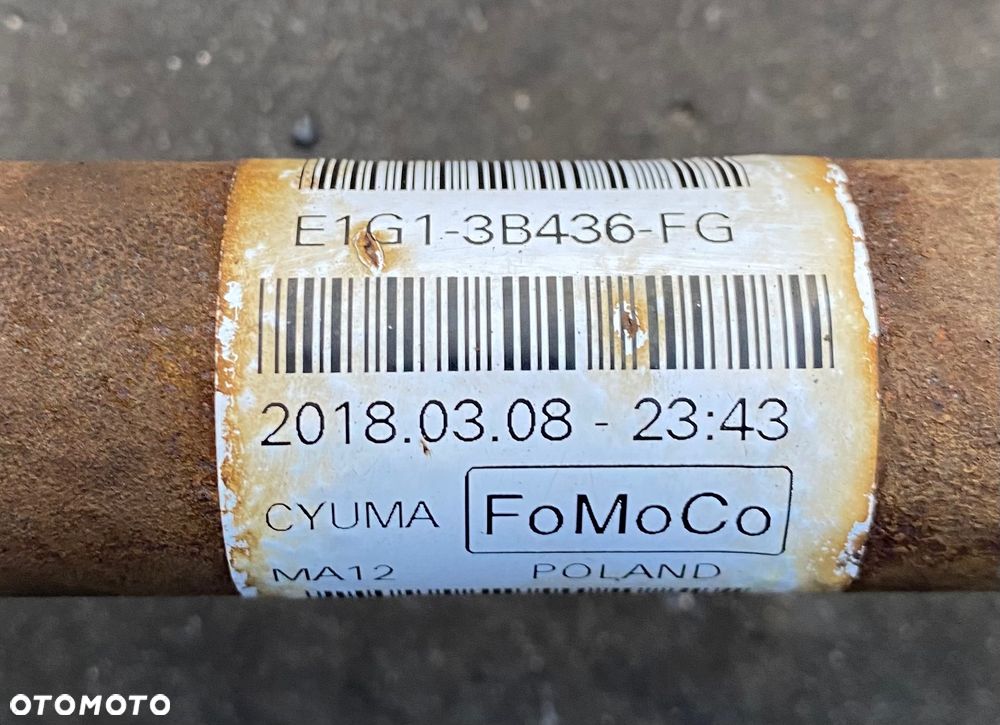 E1G1-3B436-FG
2018.03.08 - 23:43
CYUMA FoMoCo
MA12 POLAND
OTOMOTO